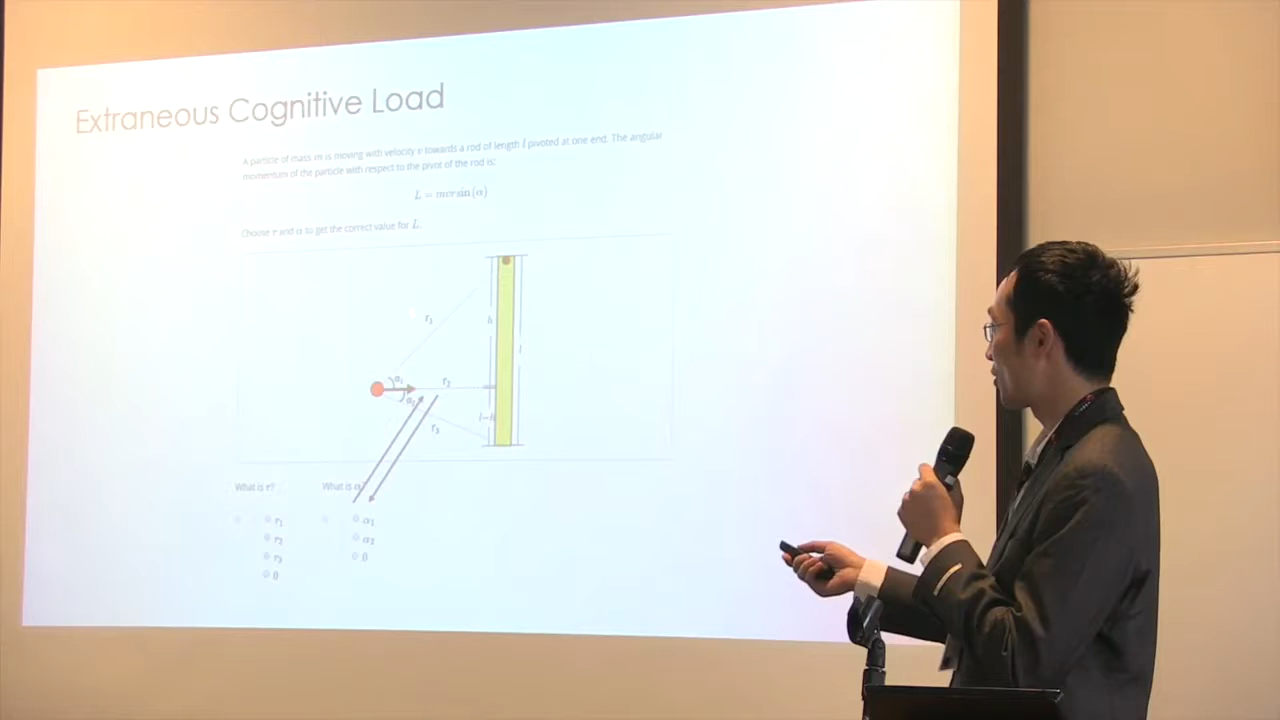 Extraneous Cognitive Load
A particle of mass m is moving with velocity v towards a rod of length l pivoted at one end. The angular
momentum of the particle with respect to the pivot of the rod is:
L = mvr sin(α)
Choose r and α to get the correct value for L.
r₁
h
l
α₁
r₂
α₂
l−h
r₃
What is r? What is α?
r₁ α₁
r₂ α₂
r₃ 0
0